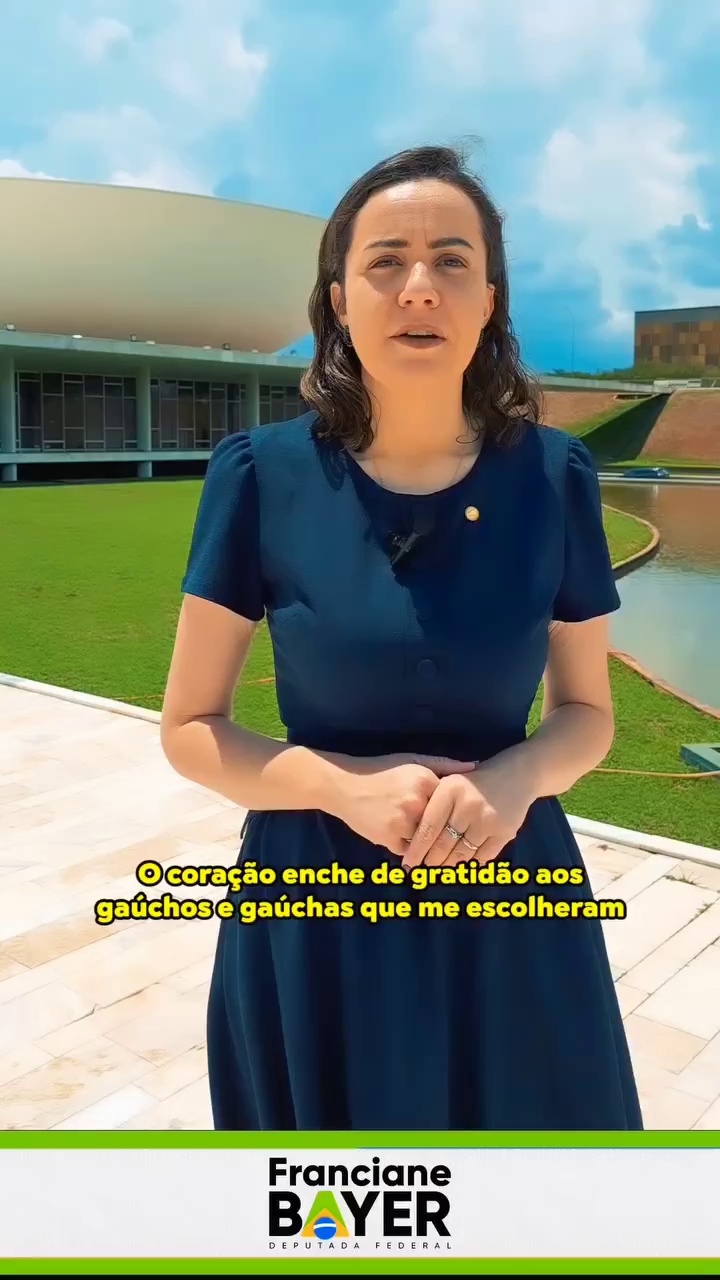 O coração enche de gratidão aos
gaúchos e gaúchas que me escolheram
Franciane
BAYER
DEPUTADA FEDERAL